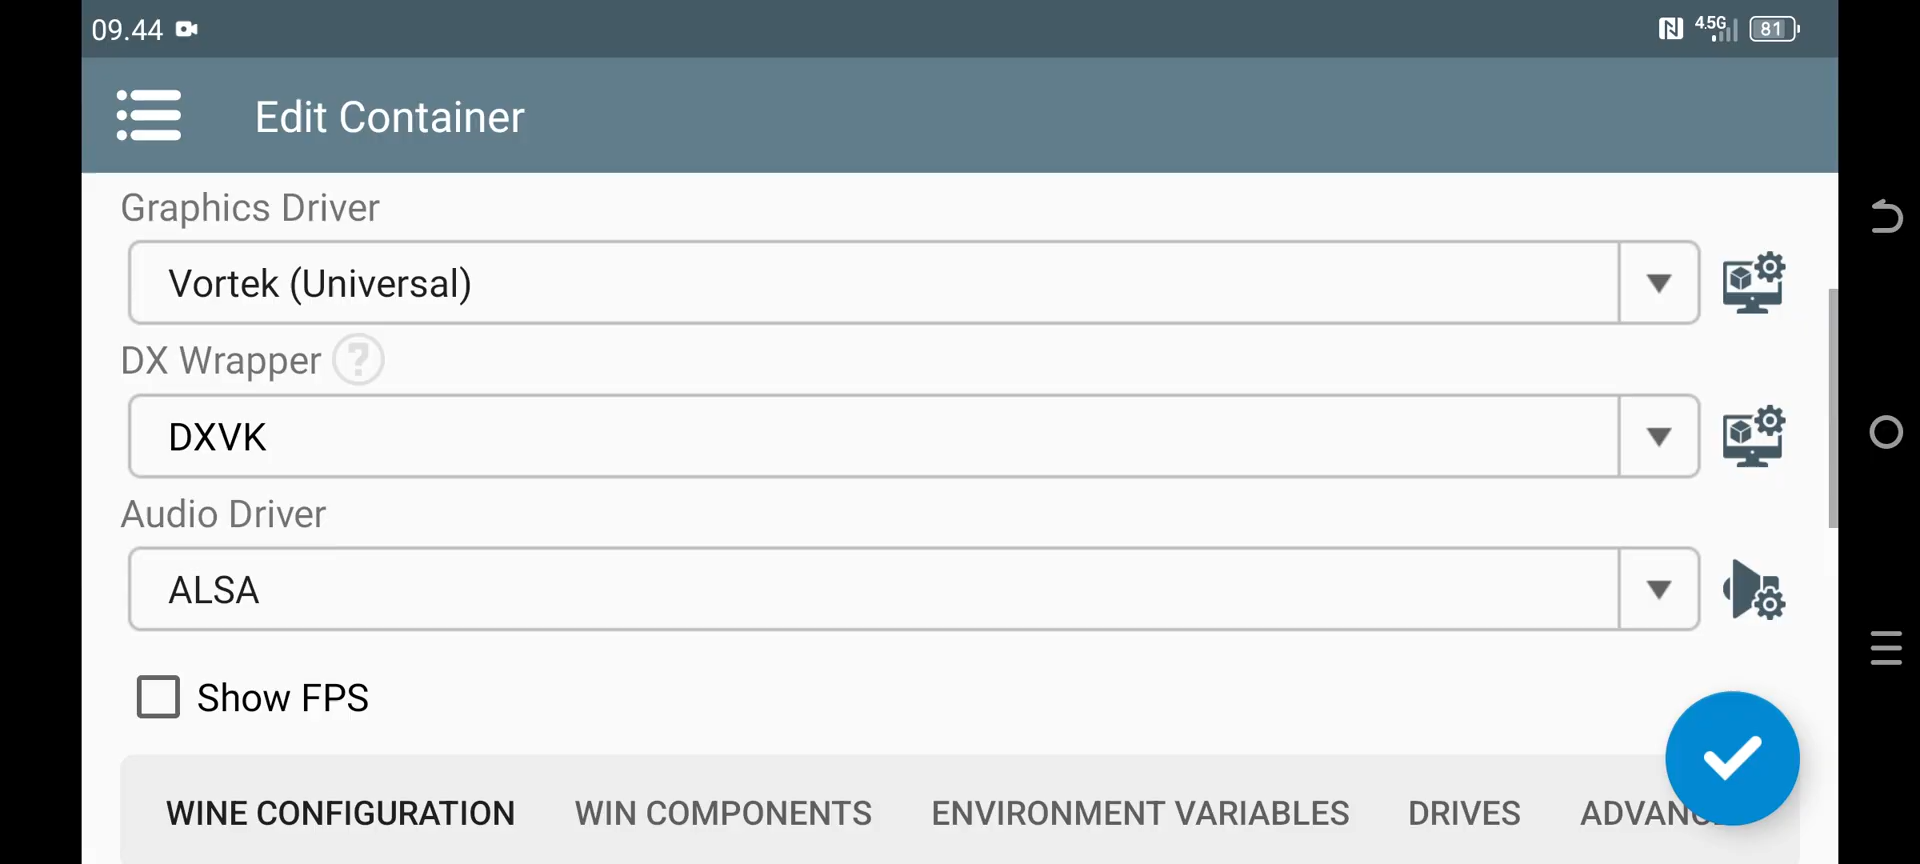 09.44
4.5G 81
Edit Container
Graphics Driver
Vortek (Universal)
DX Wrapper ?
DXVK
Audio Driver
ALSA
Show FPS
WINE CONFIGURATION WIN COMPONENTS ENVIRONMENT VARIABLES DRIVES ADVANC